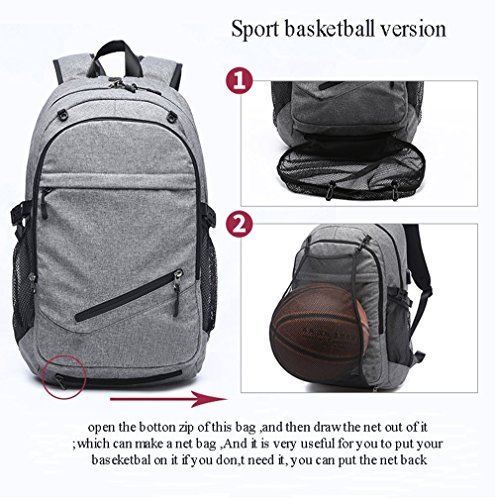 Sport basketball version
1
2
open the botton zip of this bag ,and then draw the net out of it
;which can make a net bag ,And it is very useful for you to put your
baseketbal on it if you don,t need it, you can put the net back